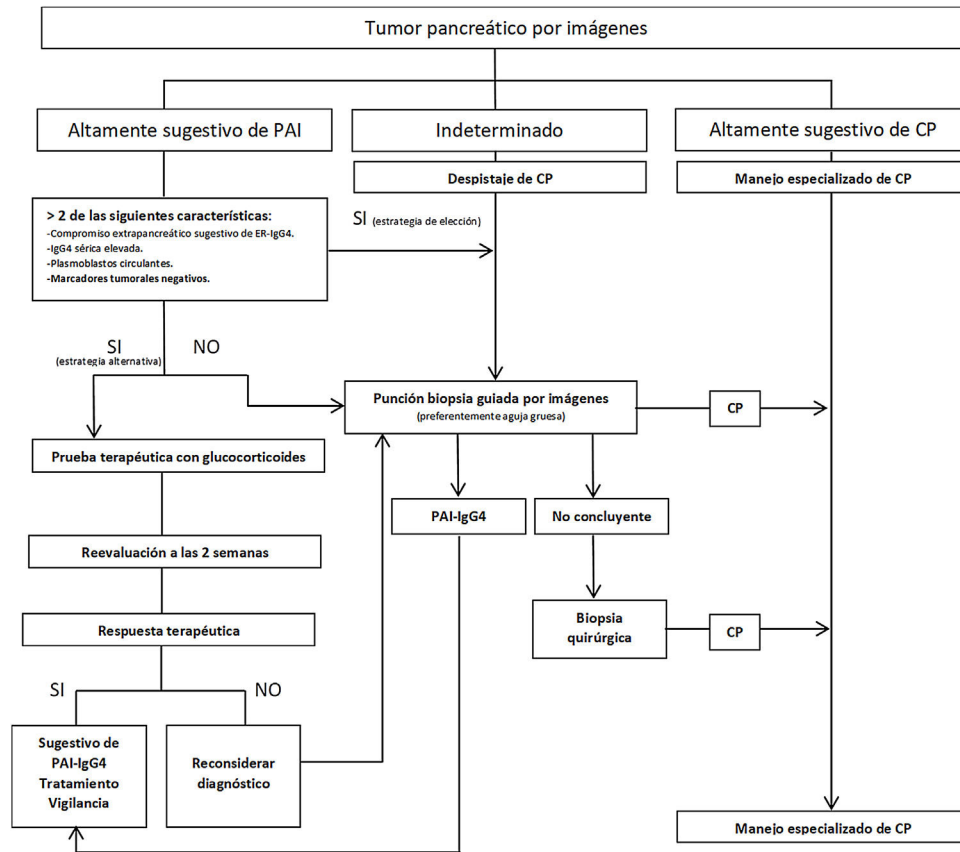 Tumor pancreático por imágenes
Altamente sugestivo de PAI
Indeterminado
Altamente sugestivo de CP
Despistaje de CP
Manejo especializado de CP
> 2 de las siguientes características:
-Compromiso extrapancreático sugestivo de ER-IgG4.
-IgG4 sérica elevada.
-Plasmoblastos circulantes.
-Marcadores tumorales negativos.
SI (estrategia de elección)
SI
(estrategia alternativa)
NO
Punción biopsia guiada por imágenes
(preferentemente aguja gruesa)
CP
Prueba terapéutica con glucocorticoides
PAI-IgG4
No concluyente
Reevaluación a las 2 semanas
Respuesta terapéutica
Biopsia
quirúrgica
CP
SI
NO
Sugestivo de
PAI-IgG4
Tratamiento
Vigilancia
Reconsiderar
diagnóstico
Manejo especializado de CP